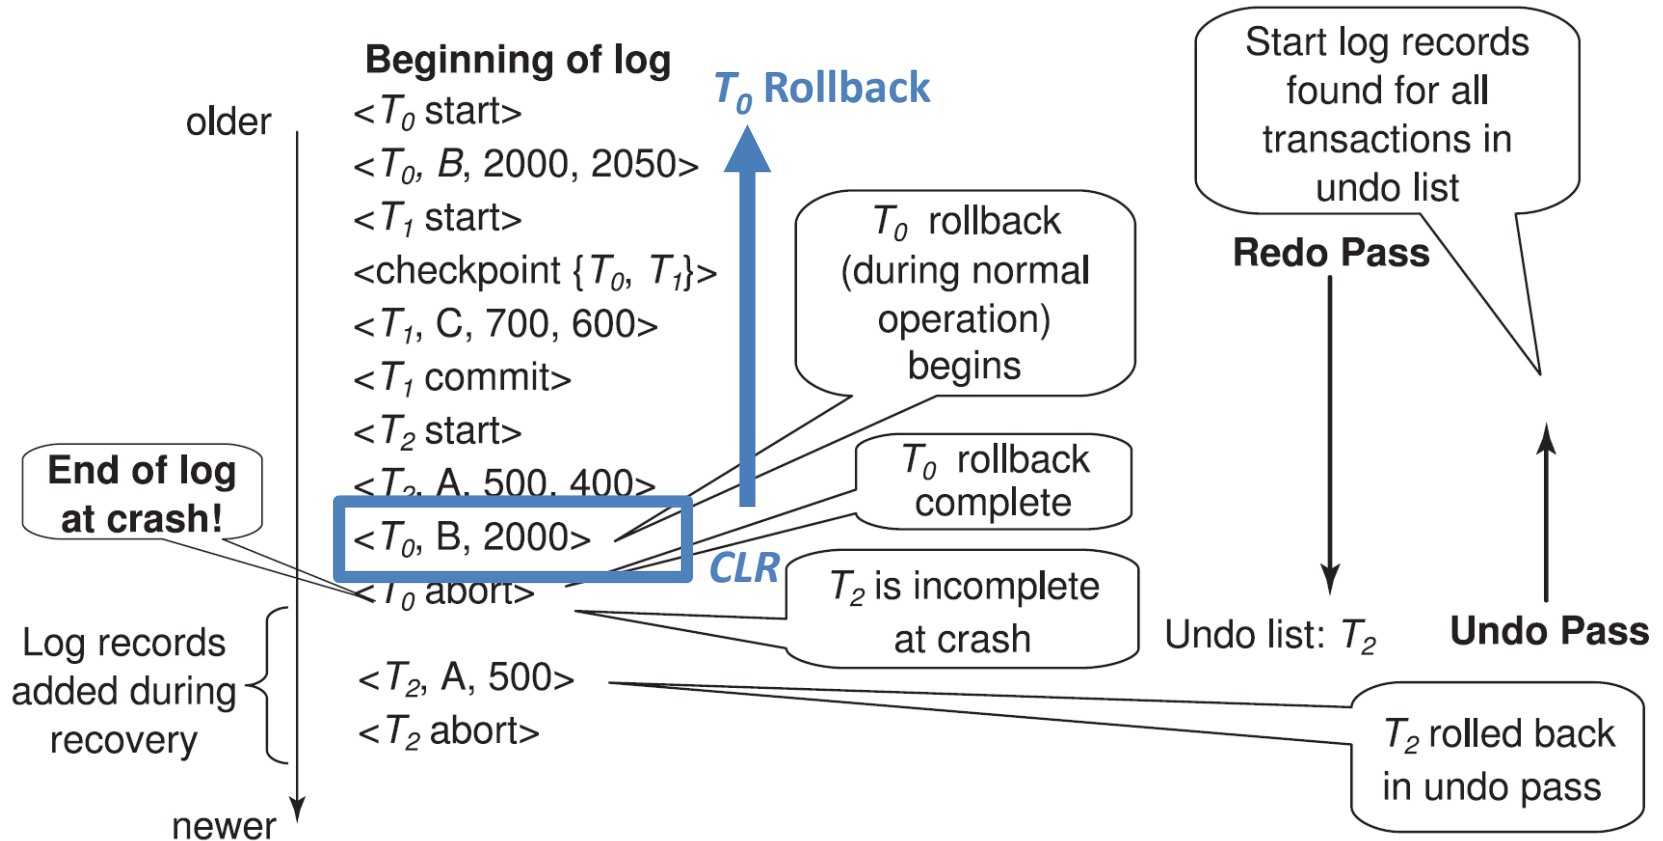 Beginning of log
older
<T0 start>
<T0, B, 2000, 2050>
<T1 start>
<checkpoint {T0, T1}>
<T1, C, 700, 600>
<T1 commit>
<T2 start>
<T2, A, 500, 400>
<T0, B, 2000>
<T0 abort>
<T2, A, 500>
<T2 abort>
newer
End of log
at crash!
Log records
added during
recovery
T0 Rollback
CLR
T0 rollback
(during normal
operation)
begins
T0 rollback
complete
T2 is incomplete
at crash
Start log records
found for all
transactions in
undo list
Redo Pass
Undo list: T2
Undo Pass
T2 rolled back
in undo pass